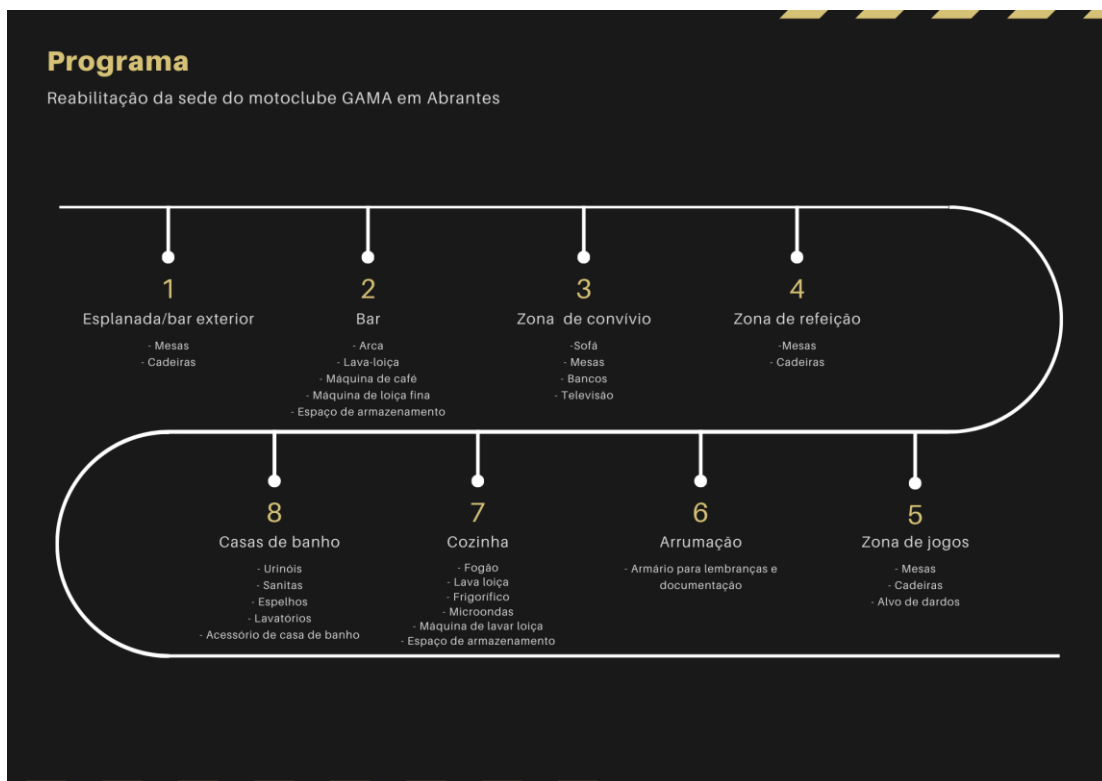 Programa
Reabilitação da sede do motoclube GAMA em Abrantes
1
Esplanada/bar exterior
- Mesas
- Cadeiras
2
Bar
- Arca
- Lava-loiça
- Máquina de café
- Máquina de loiça fina
- Espaço de armazenamento
3
Zona  de convívio
-Sofá
- Mesas
- Bancos
- Televisão
4
Zona de refeição
-Mesas
- Cadeiras
5
Zona de jogos
- Mesas
- Cadeiras
- Alvo de dardos
6
Arrumação
- Armário para lembranças e
documentação
7
Cozinha
- Fogão
- Lava loiça
- Frigorífico
- Microondas
- Máquina de lavar loiça
- Espaço de armazenamento
8
Casas de banho
- Urinóis
- Sanitas
- Espelhos
- Lavatórios
- Acessório de casa de banho